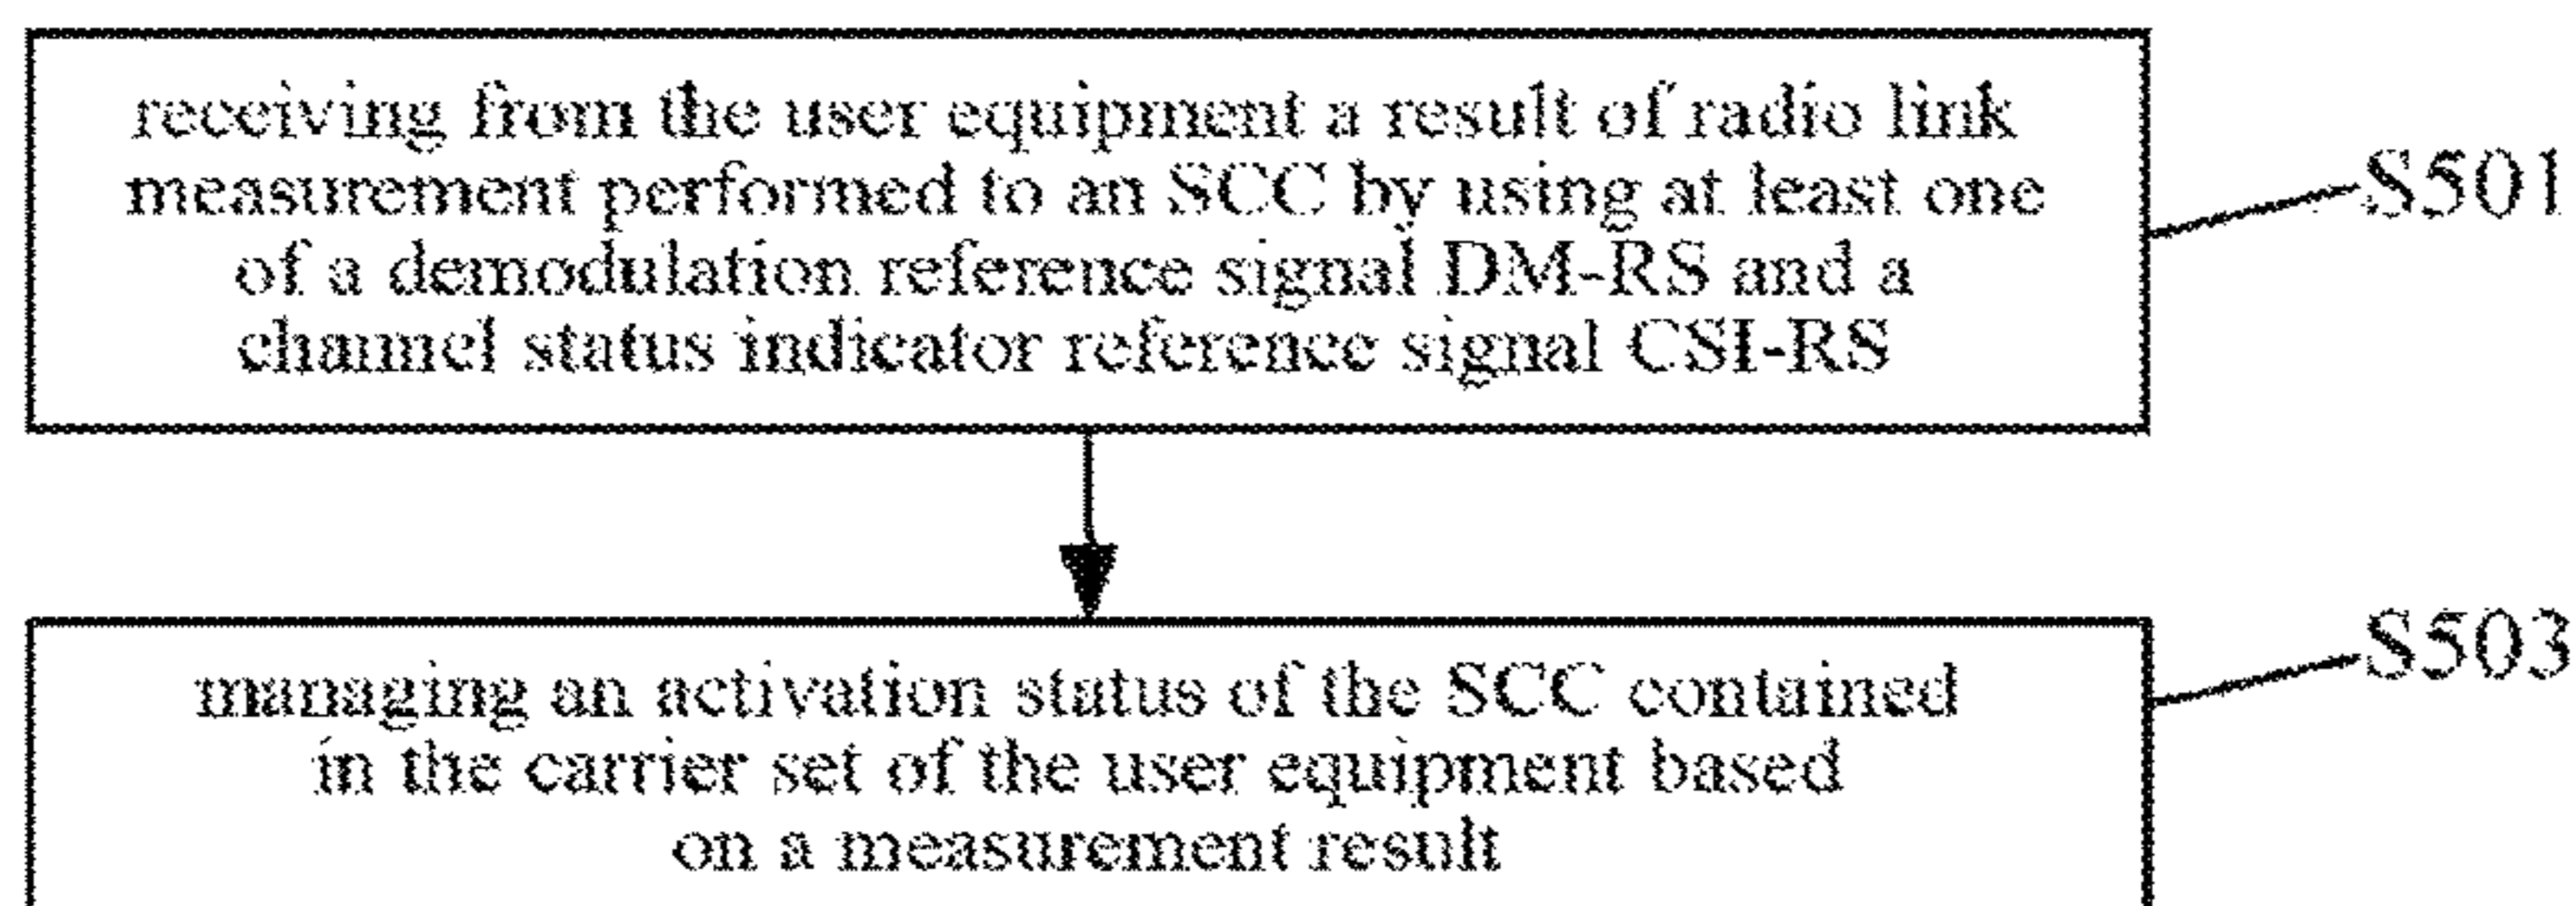 receiving from the user equipment a result of radio link
measurement performed to an SCC by using at least one
of a demodulation reference signal DM-RS and a
channel status indicator reference signal CSI-RS
S501
managing an activation status of the SCC contained
in the carrier set of the user equipment based
on a measurement result
S503